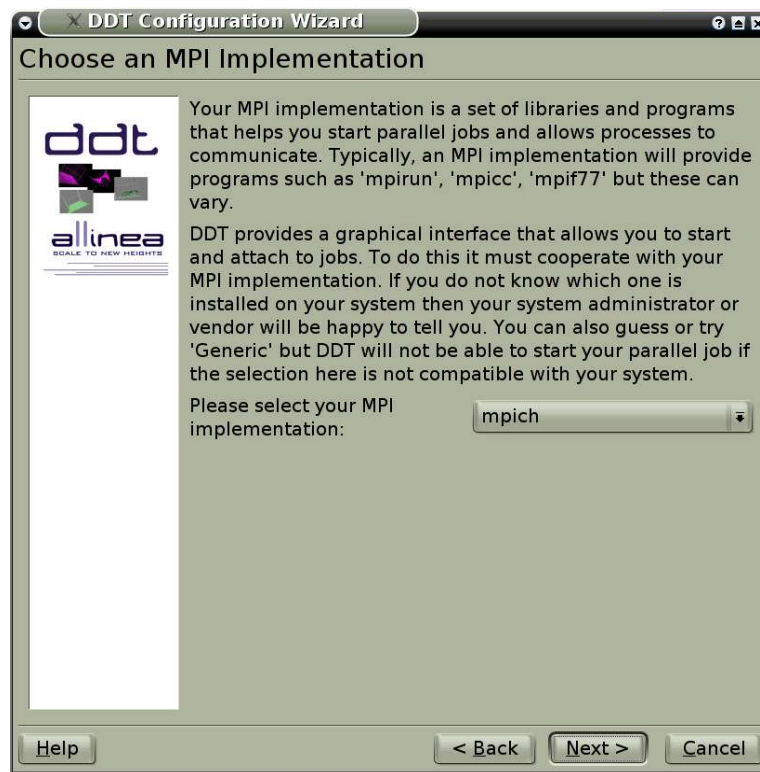 DDT Configuration Wizard
Choose an MPI Implementation
ddt
allinea
SCALE TO NEW HEIGHTS
Your MPI implementation is a set of libraries and programs
that helps you start parallel jobs and allows processes to
communicate. Typically, an MPI implementation will provide
programs such as 'mpirun', 'mpicc', 'mpif77' but these can
vary.
DDT provides a graphical interface that allows you to start
and attach to jobs. To do this it must cooperate with your
MPI implementation. If you do not know which one is
installed on your system then your system administrator or
vendor will be happy to tell you. You can also guess or try
'Generic' but DDT will not be able to start your parallel job if
the selection here is not compatible with your system.
Please select your MPI
implementation:
mpich
Help
< Back
Next >
Cancel